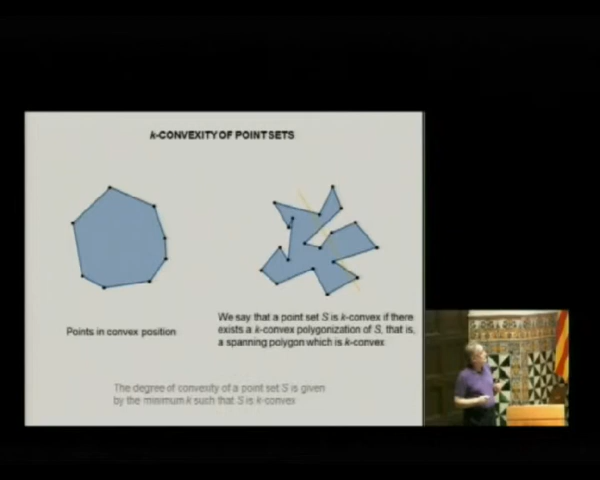 k-CONVEXITY OF POINT SETS
Points in convex position
We say that a point set S is k-convex if there
exists a k-convex polygonization of S, that is,
a spanning polygon which is k-convex
The degree of convexity of a point set S is given
by the minimum k such that S is k-convex